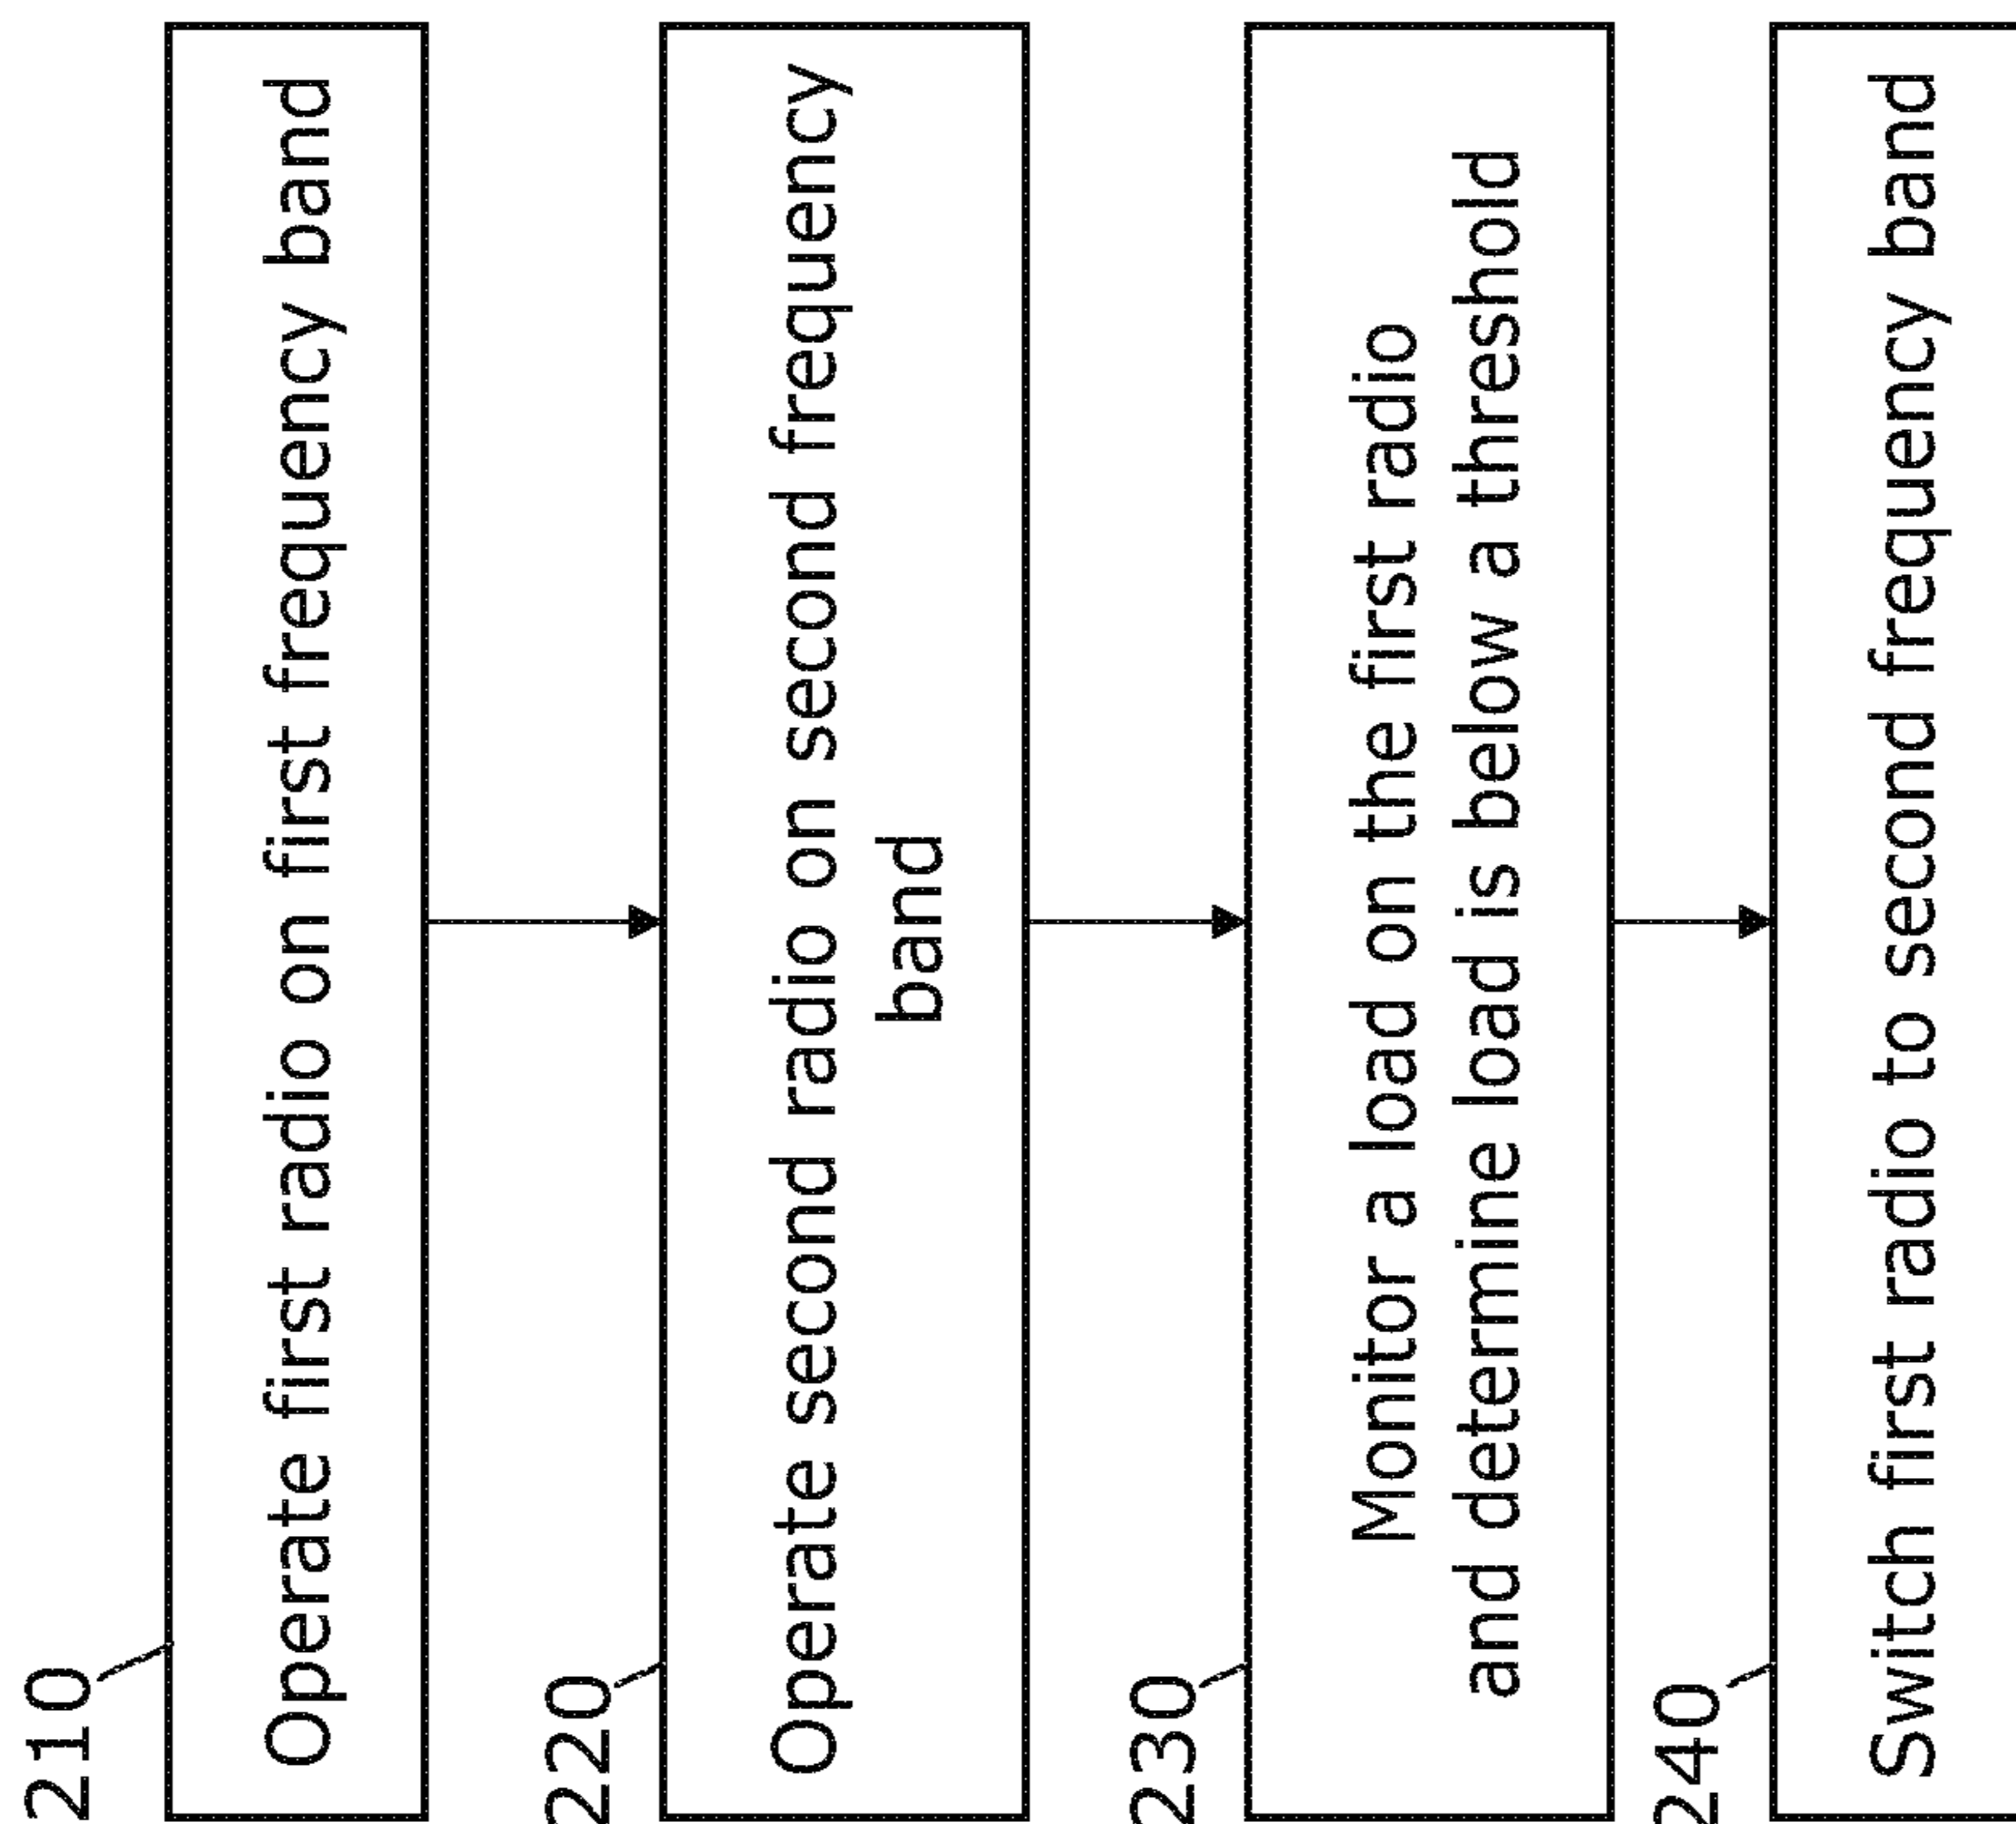 210
Operate first radio on first frequency band
220
Operate second radio on second frequency
band
230
Monitor a load on the first radio
and determine load is below a threshold
240
Switch first radio to second frequency band